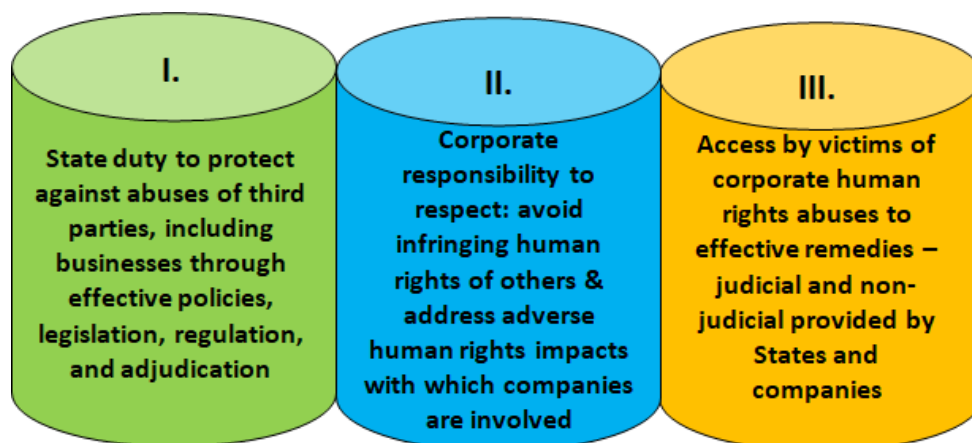 I.
State duty to protect
against abuses of third
parties, including
businesses through
effective policies,
legislation, regulation,
and adjudication
II.
Corporate
responsibility to
respect: avoid
infringing human
rights of others &
address adverse
human rights impacts
with which companies
are involved
III.
Access by victims of
corporate human
rights abuses to
effective remedies –
judicial and non-
judicial provided by
States and
companies